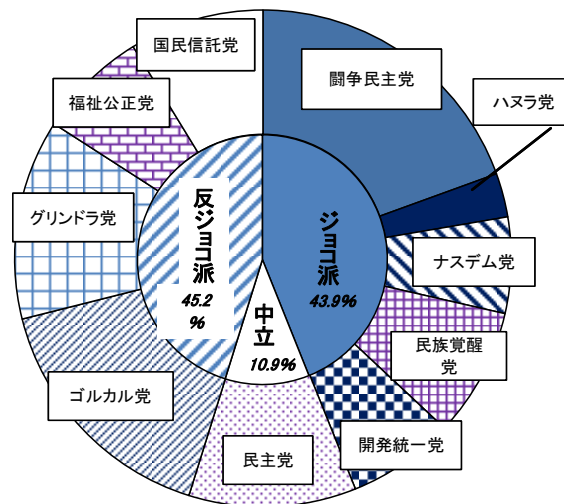 国民信託党
闘争民主党
ハヌラ党
福祉公正党
グリンドラ党
反ジョコ派
45.2
%
ジョコ派
43.9%
ナスデム党
中立
10.9%
民族覚醒
党
ゴルカル党
開発統一党
民主党